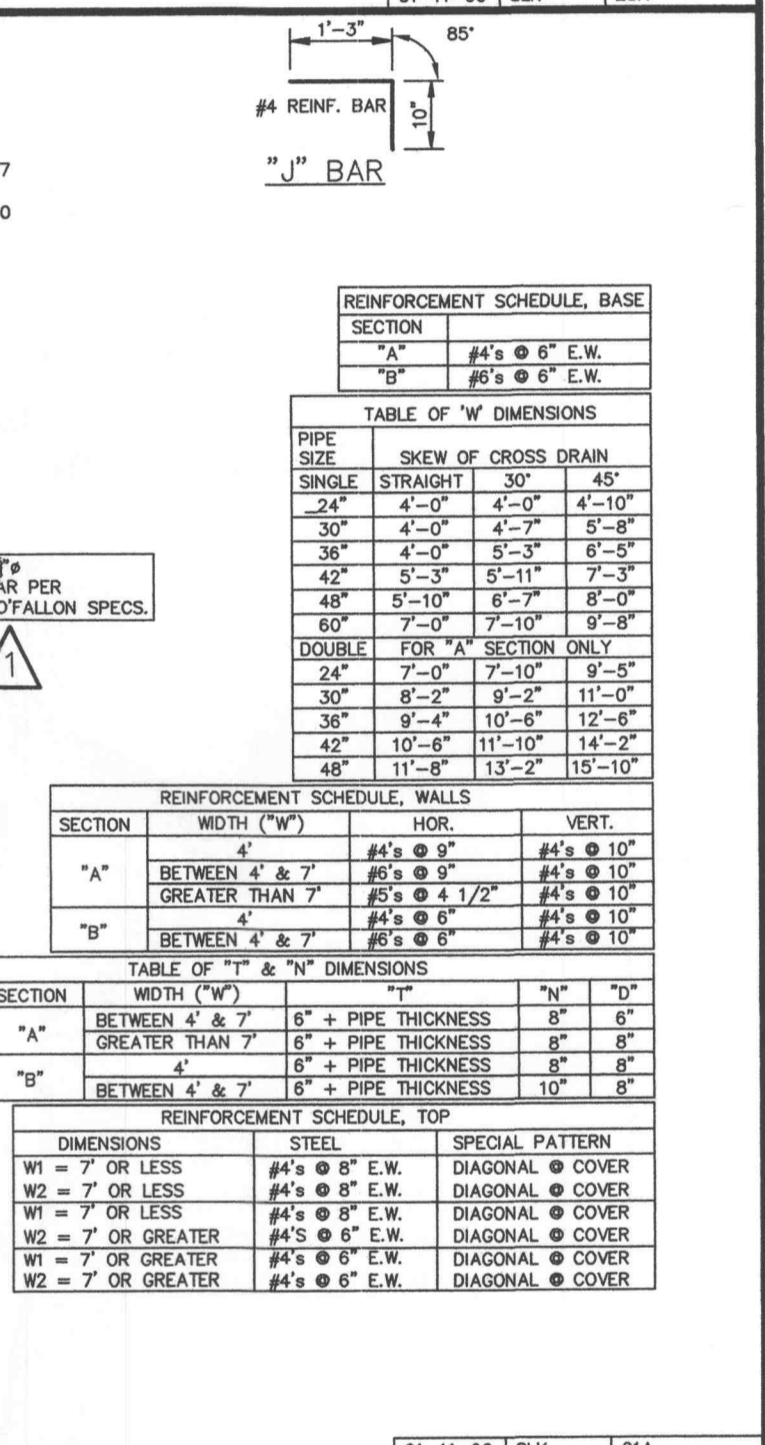 1'-3"
85°
#4 REINF. BAR
10"
"J" BAR
7
0
REINFORCEMENT SCHEDULE, BASE
SECTION
"A" #4's @ 6" E.W.
"B" #6's @ 6" E.W.
TABLE OF 'W' DIMENSIONS
PIPE
SIZE SKEW OF CROSS DRAIN
SINGLE STRAIGHT 30° 45°
24" 4'-0" 4'-0" 4'-10"
30" 4'-0" 4'-7" 5'-8"
36" 4'-0" 5'-3" 6'-5"
42" 5'-3" 5'-11" 7'-3"
48" 5'-10" 6'-7" 8'-0"
60" 7'-0" 7'-10" 9'-8"
DOUBLE FOR "A" SECTION ONLY
24" 7'-0" 7'-10" 9'-5"
30" 8'-2" 9'-2" 11'-0"
36" 9'-4" 10'-6" 12'-6"
42" 10'-6" 11'-10" 14'-2"
48" 11'-8" 13'-2" 15'-10"
"ø
AR PER
O'FALLON SPECS.
1
REINFORCEMENT SCHEDULE, WALLS
SECTION WIDTH ("W") HOR. VERT.
4' #4's @ 9" #4's @ 10"
"A" BETWEEN 4' & 7' #6's @ 9" #4's @ 10"
GREATER THAN 7' #5's @ 4 1/2" #4's @ 10"
"B" 4' #4's @ 6" #4's @ 10"
BETWEEN 4' & 7' #6's @ 6" #4's @ 10"
TABLE OF "T" & "N" DIMENSIONS
SECTION WIDTH ("W") "T" "N" "D"
"A" BETWEEN 4' & 7' 6" + PIPE THICKNESS 8" 6"
GREATER THAN 7' 6" + PIPE THICKNESS 8" 8"
"B" 4' 6" + PIPE THICKNESS 8" 8"
BETWEEN 4' & 7' 6" + PIPE THICKNESS 10" 8"
REINFORCEMENT SCHEDULE, TOP
DIMENSIONS STEEL SPECIAL PATTERN
W1 = 7' OR LESS #4's @ 8" E.W. DIAGONAL @ COVER
W2 = 7' OR LESS #4's @ 8" E.W. DIAGONAL @ COVER
W1 = 7' OR LESS #4's @ 8" E.W. DIAGONAL @ COVER
W2 = 7' OR GREATER #4'S @ 6" E.W. DIAGONAL @ COVER
W1 = 7' OR GREATER #4's @ 6" E.W. DIAGONAL @ COVER
W2 = 7' OR GREATER #4's @ 6" E.W. DIAGONAL @ COVER